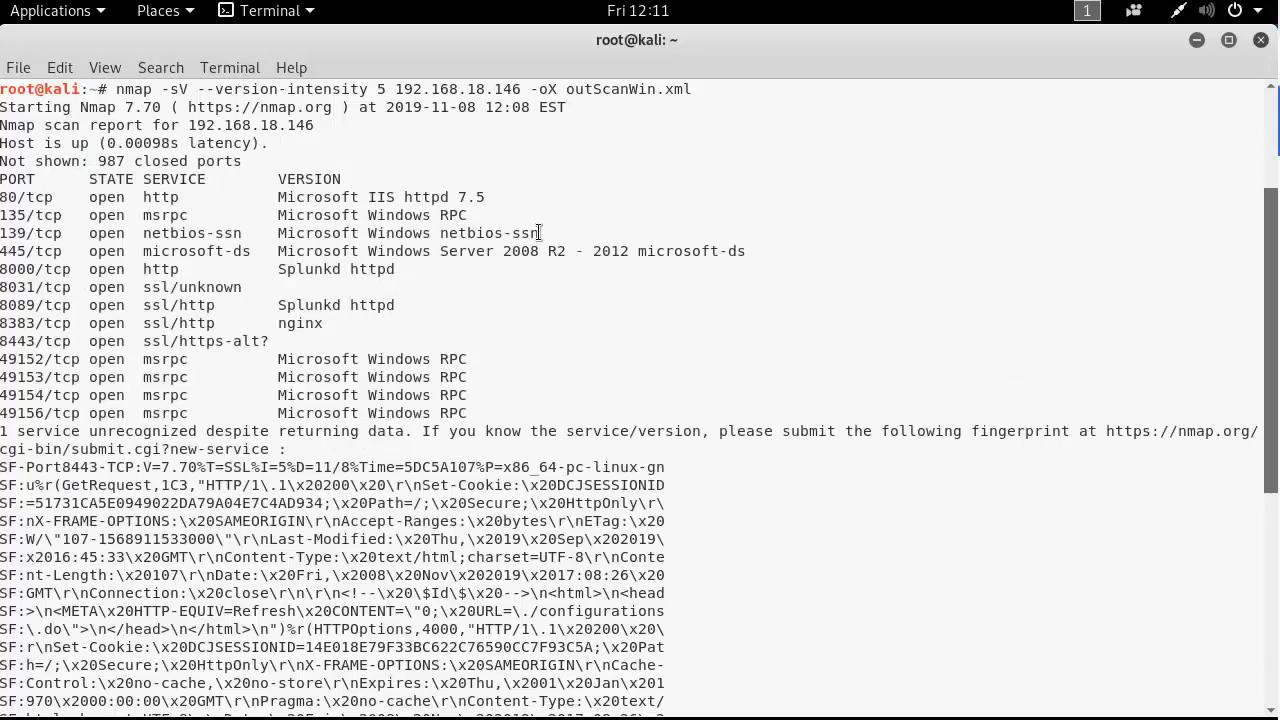 Applications Places Terminal Fri 12:11 1
root@kali: ~
File Edit View Search Terminal Help
root@kali:~# nmap -sV --version-intensity 5 192.168.18.146 -oX outScanWin.xml
Starting Nmap 7.70 ( https://nmap.org ) at 2019-11-08 12:08 EST
Nmap scan report for 192.168.18.146
Host is up (0.00098s latency).
Not shown: 987 closed ports
PORT      STATE SERVICE       VERSION
80/tcp    open  http          Microsoft IIS httpd 7.5
135/tcp   open  msrpc         Microsoft Windows RPC
139/tcp   open  netbios-ssn   Microsoft Windows netbios-ssn
445/tcp   open  microsoft-ds  Microsoft Windows Server 2008 R2 - 2012 microsoft-ds
8000/tcp  open  http          Splunkd httpd
8031/tcp  open  ssl/unknown
8089/tcp  open  ssl/http      Splunkd httpd
8383/tcp  open  ssl/http      nginx
8443/tcp  open  ssl/https-alt?
49152/tcp open  msrpc         Microsoft Windows RPC
49153/tcp open  msrpc         Microsoft Windows RPC
49154/tcp open  msrpc         Microsoft Windows RPC
49156/tcp open  msrpc         Microsoft Windows RPC
1 service unrecognized despite returning data. If you know the service/version, please submit the following fingerprint at https://nmap.org/
cgi-bin/submit.cgi?new-service :
SF-Port8443-TCP:V=7.70%T=SSL%I=5%D=11/8%Time=5DC5A107%P=x86_64-pc-linux-gn
SF:u%r(GetRequest,1C3,"HTTP/1\.1\x20200\x20\r\nSet-Cookie:\x20DCJSESSIONID
SF:=51731CA5E0949022DA79A04E7C4AD934;\x20Path=/;\x20Secure;\x20HttpOnly\r\
SF:nX-FRAME-OPTIONS:\x20SAMEORIGIN\r\nAccept-Ranges:\x20bytes\r\nETag:\x20
SF:W/\"107-1568911533000\"\r\nLast-Modified:\x20Thu,\x2019\x20Sep\x202019\
SF:x2016:45:33\x20GMT\r\nContent-Type:\x20text/html;charset=UTF-8\r\nConte
SF:nt-Length:\x20107\r\nDate:\x20Fri,\x2008\x20Nov\x202019\x2017:08:26\x20
SF:GMT\r\nConnection:\x20close\r\n\r\n<!--\x20\$Id\$\x20-->\n<html>\n<head
SF:>\n<META\x20HTTP-EQUIV=Refresh\x20CONTENT=\"0;\x20URL=\./configurations
SF:\.do\">\n</head>\n</html>\n")%r(HTTPOptions,4000,"HTTP/1\.1\x20200\x20\
SF:r\nSet-Cookie:\x20DCJSESSIONID=14E018E79F33BC622C76590CC7F93C5A;\x20Pat
SF:h=/;\x20Secure;\x20HttpOnly\r\nX-FRAME-OPTIONS:\x20SAMEORIGIN\r\nCache-
SF:Control:\x20no-cache,\x20no-store\r\nExpires:\x20Thu,\x2001\x20Jan\x201
SF:970\x2000:00:00\x20GMT\r\nPragma:\x20no-cache\r\nContent-Type:\x20text/